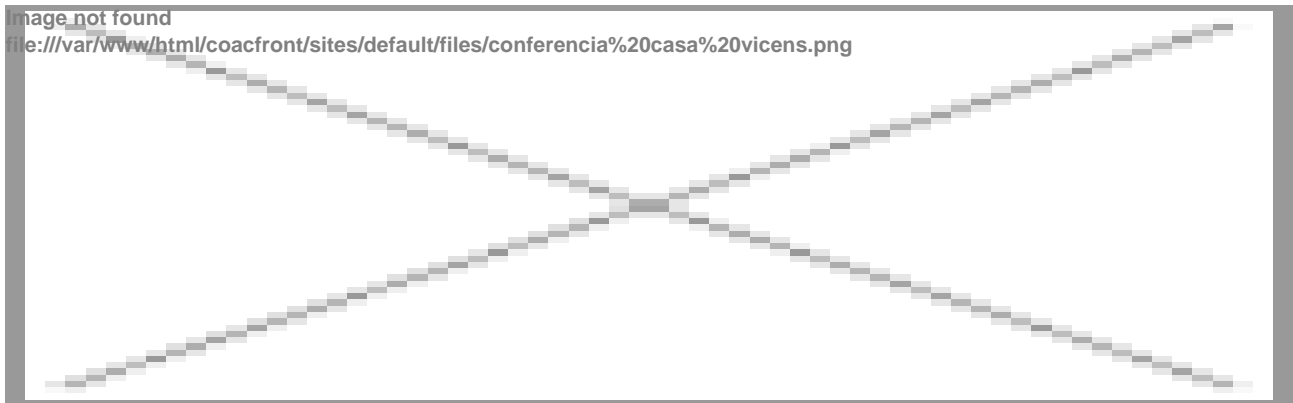 Image not found
file:///var/www/html/coacfront/sites/default/files/conferencia%20casa%20vicens.png